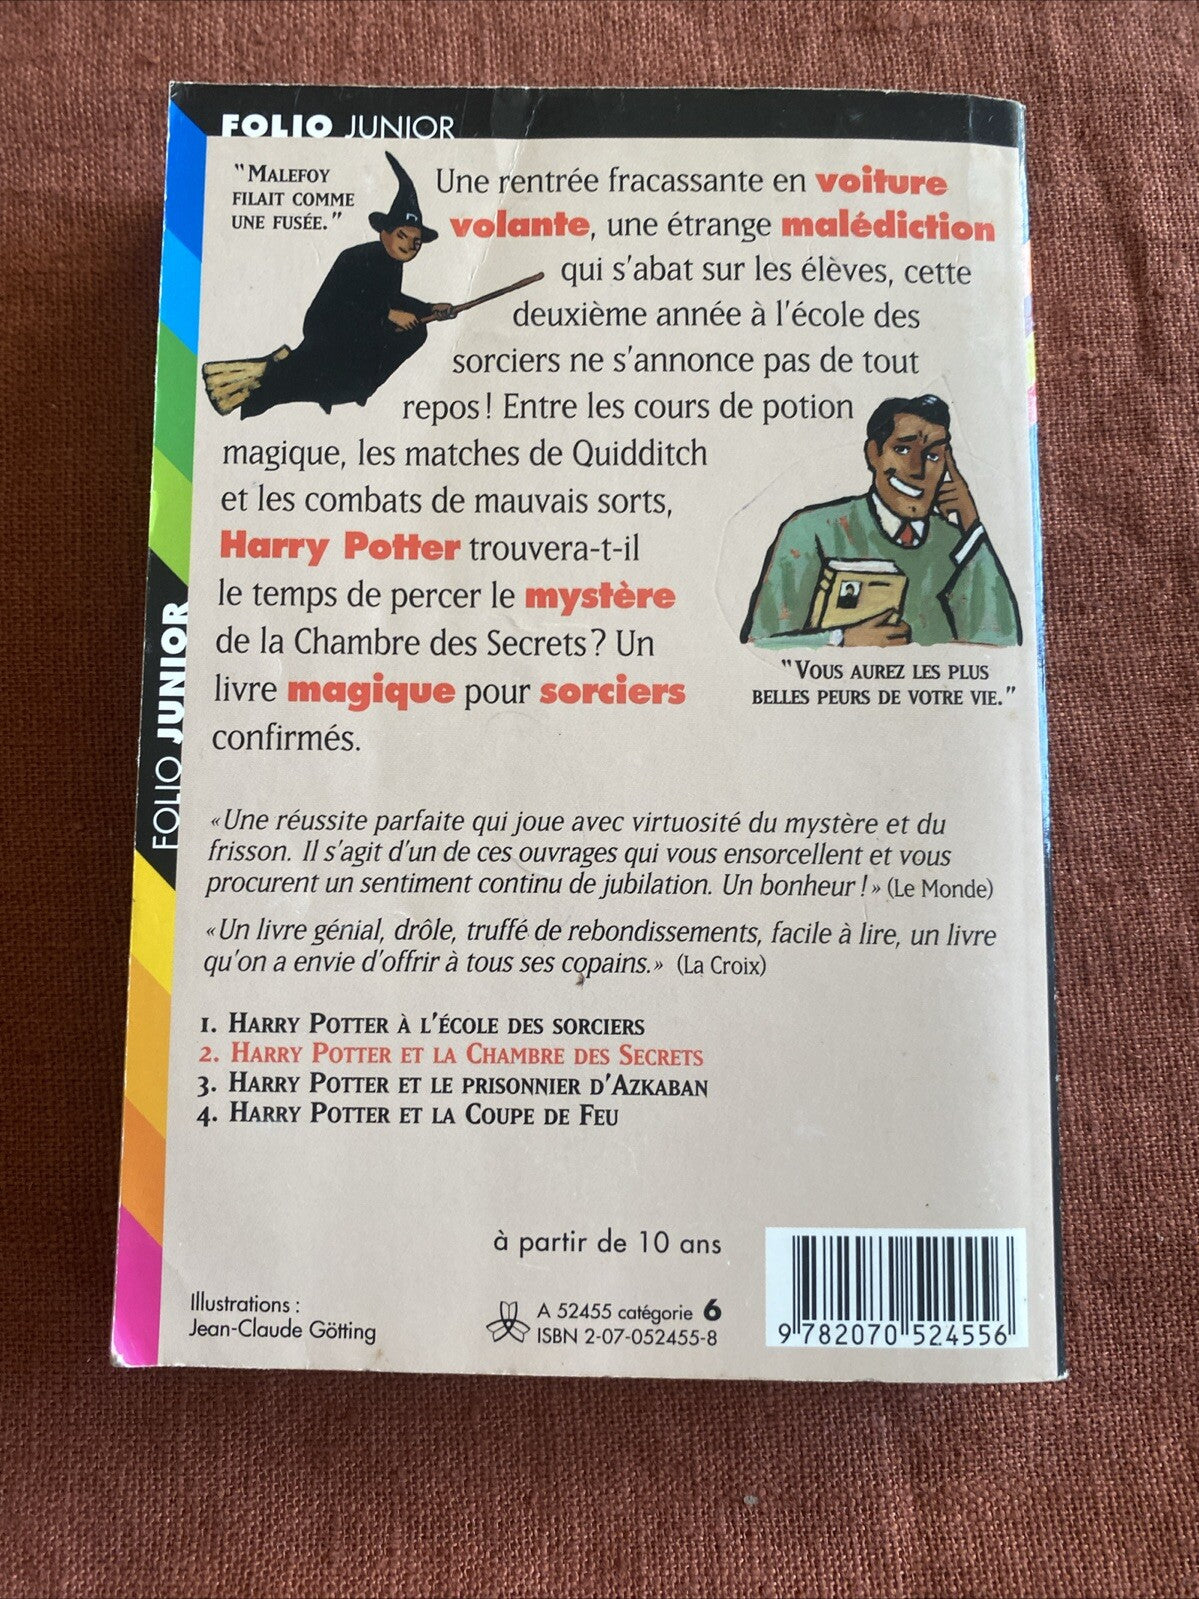 FOLIO JUNIOR
"MALEFOY
FILAIT COMME
UNE FUSÉE."
Une rentrée fracassante en voiture
volante, une étrange malédiction
qui s'abat sur les élèves, cette
deuxième année à l'école des
sorciers ne s'annonce pas de tout
repos! Entre les cours de potion
magique, les matches de Quidditch
et les combats de mauvais sorts,
Harry Potter trouvera-t-il
le temps de percer le mystère
de la Chambre des Secrets? Un
livre magique pour sorciers
confirmés.
"VOUS AUREZ LES PLUS
BELLES PEURS DE VOTRE VIE."
FOLIO JUNIOR
«Une réussite parfaite qui joue avec virtuosité du mystère et du
frisson. Il s'agit d'un de ces ouvrages qui vous ensorcellent et vous
procurent un sentiment continu de jubilation. Un bonheur!» (Le Monde)
«Un livre génial, drôle, truffé de rebondissements, facile à lire, un livre
qu'on a envie d'offrir à tous ses copains.» (La Croix)
1. HARRY POTTER À L'ÉCOLE DES SORCIERS
2. HARRY POTTER ET LA CHAMBRE DES SECRETS
3. HARRY POTTER ET LE PRISONNIER D'AZKABAN
4. HARRY POTTER ET LA COUPE DE FEU
à partir de 10 ans
Illustrations :
Jean-Claude Götting
A 52455 catégorie 6
ISBN 2-07-052455-8
9 782070 524556